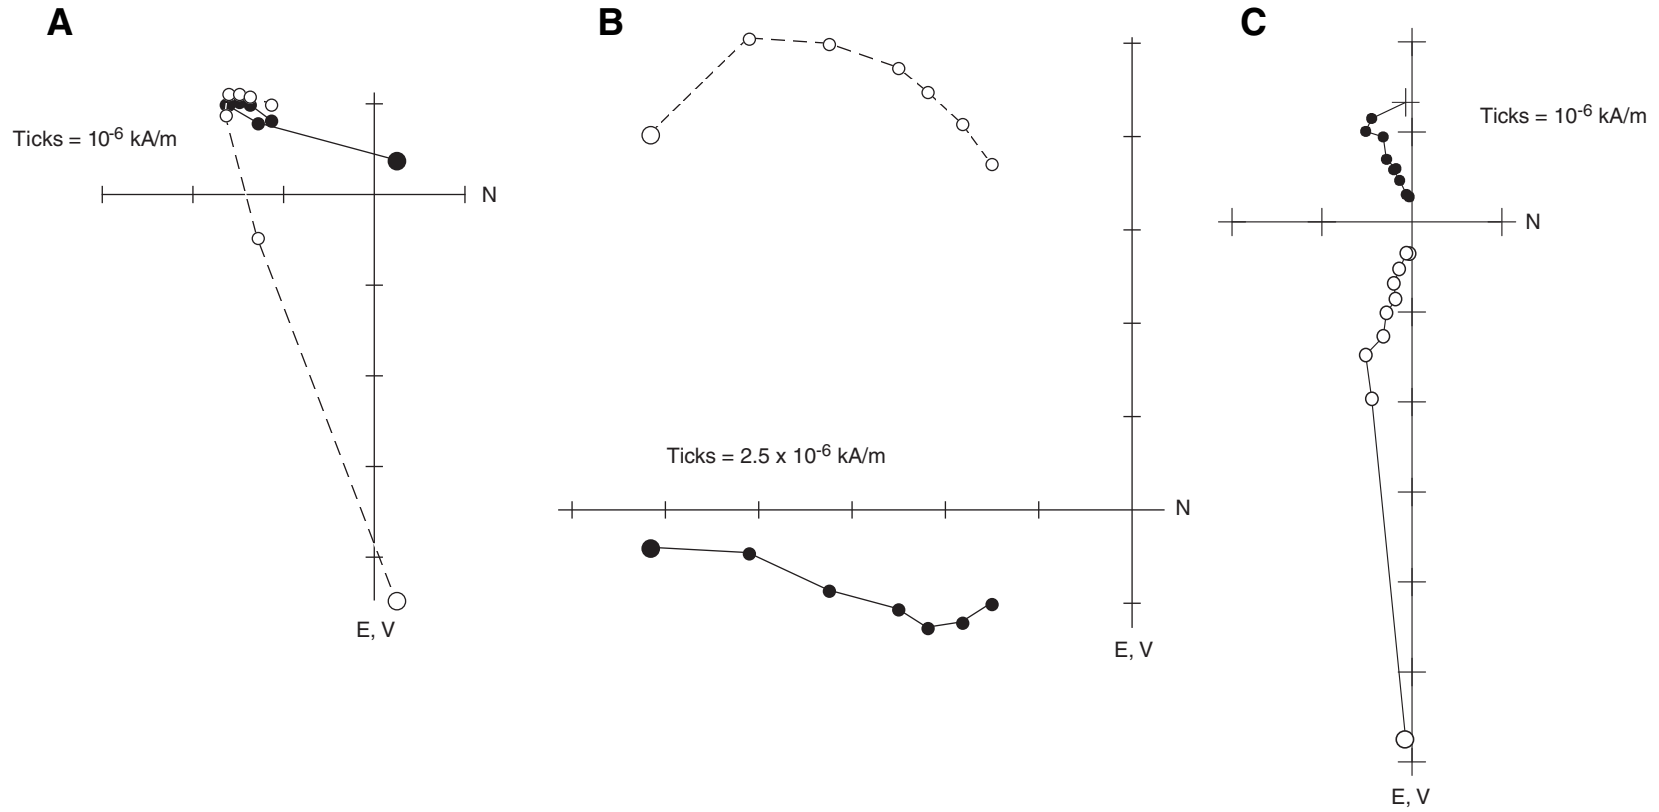 A
B
C
Ticks = 10-6 kA/m
N
E, V
Ticks = 2.5 x 10-6 kA/m
N
E, V
Ticks = 10-6 kA/m
N
E, V